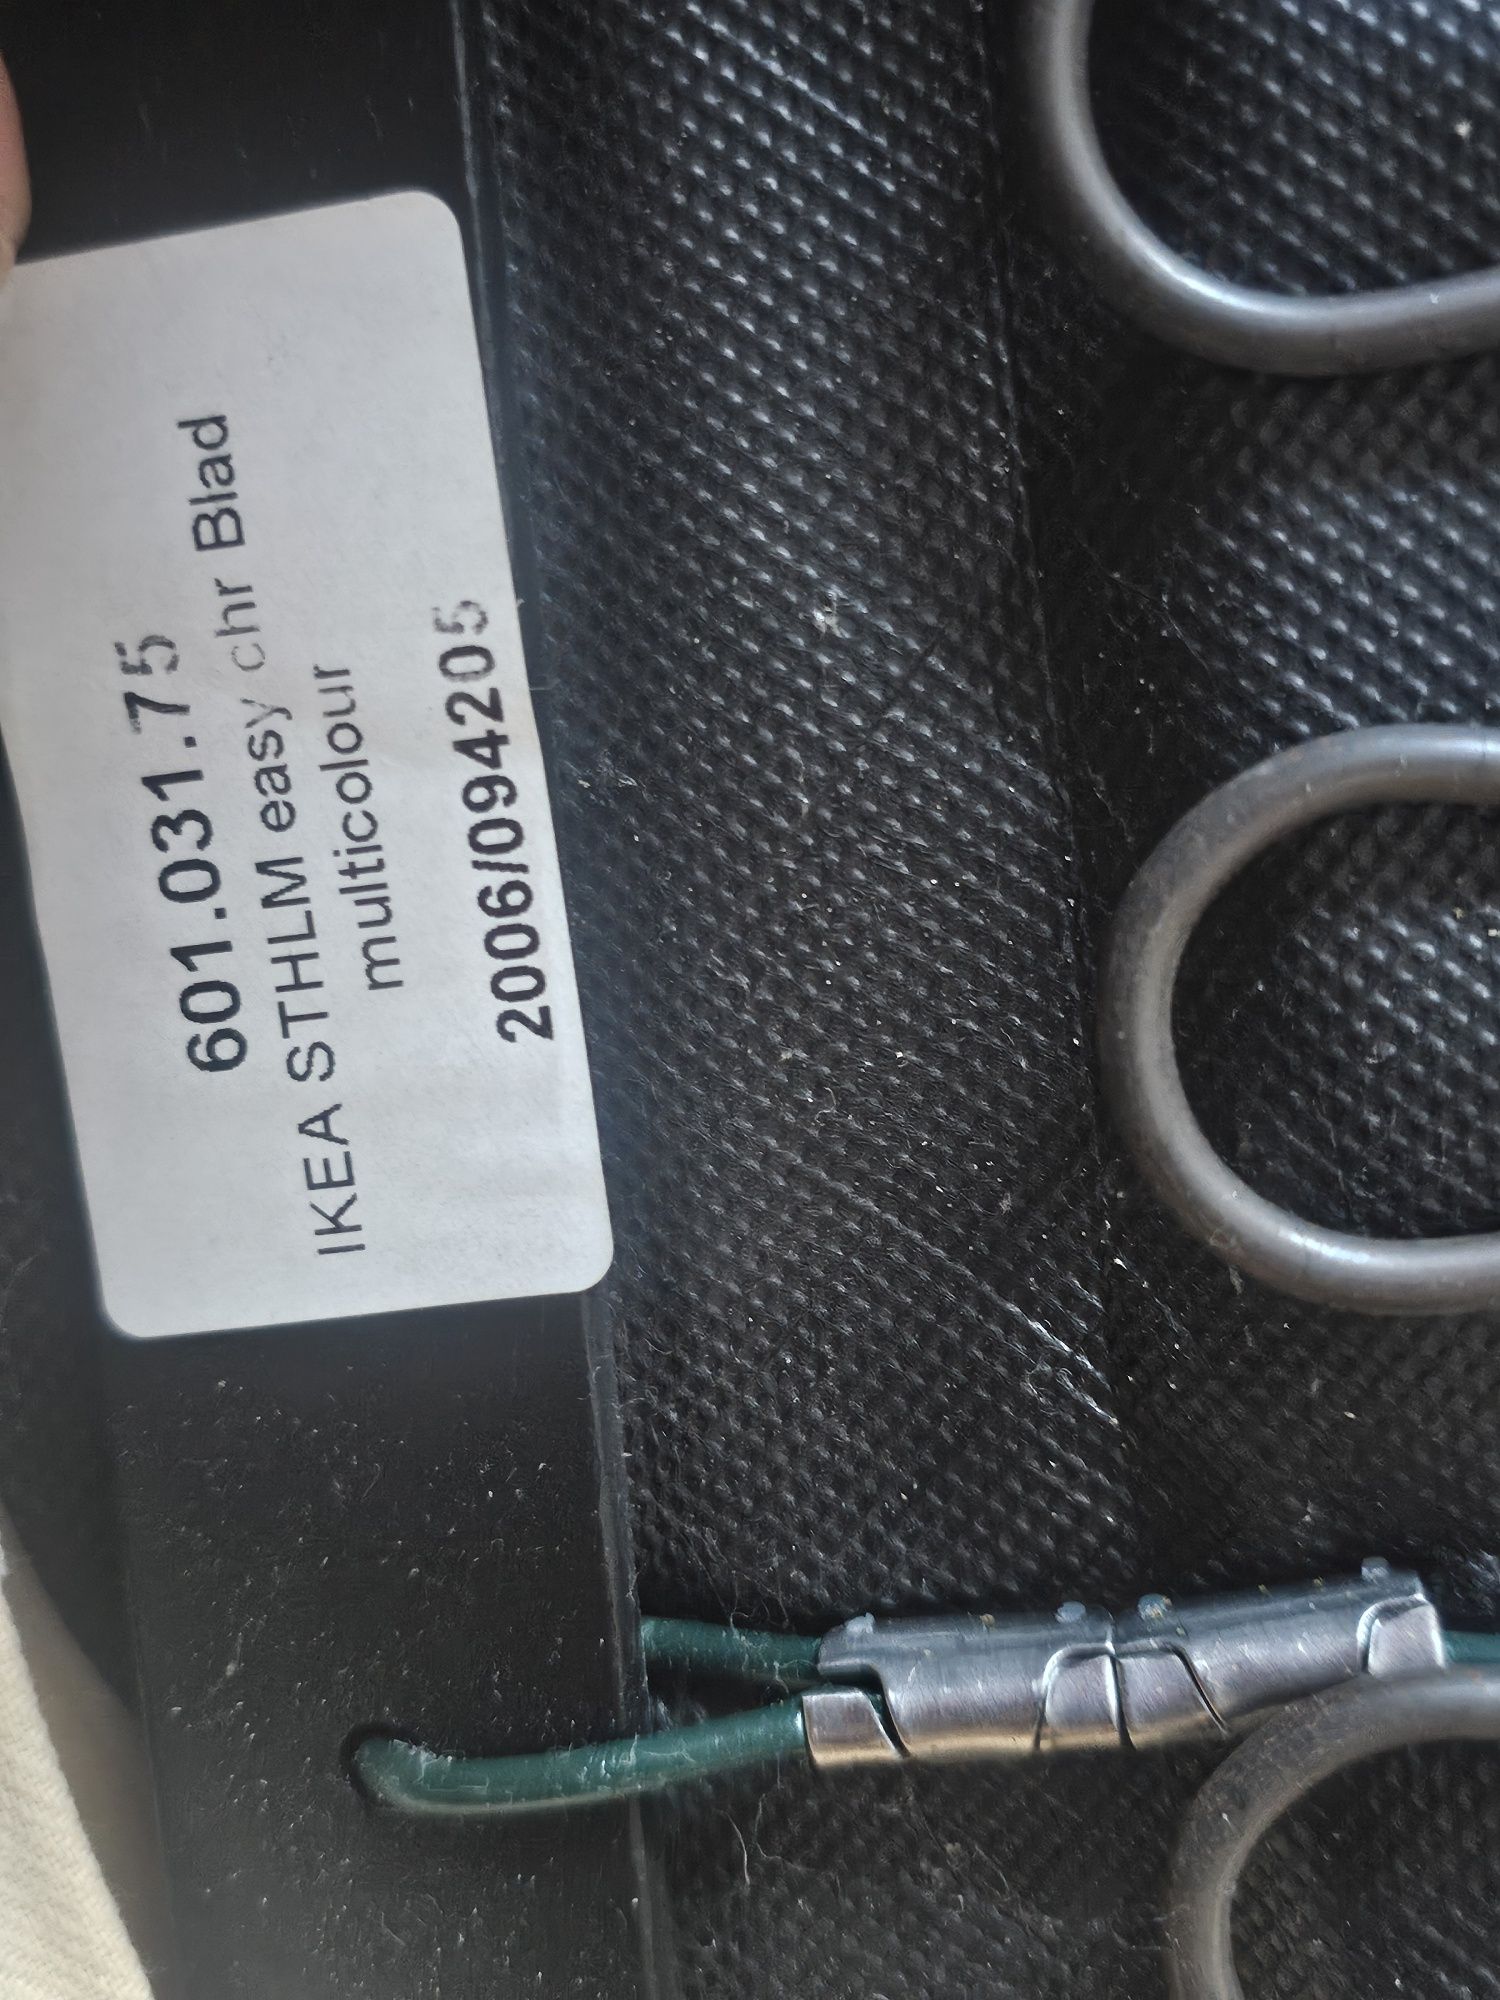 601.031.75
IKEA STHLM easy chr Blad
multicolour
2006/094205